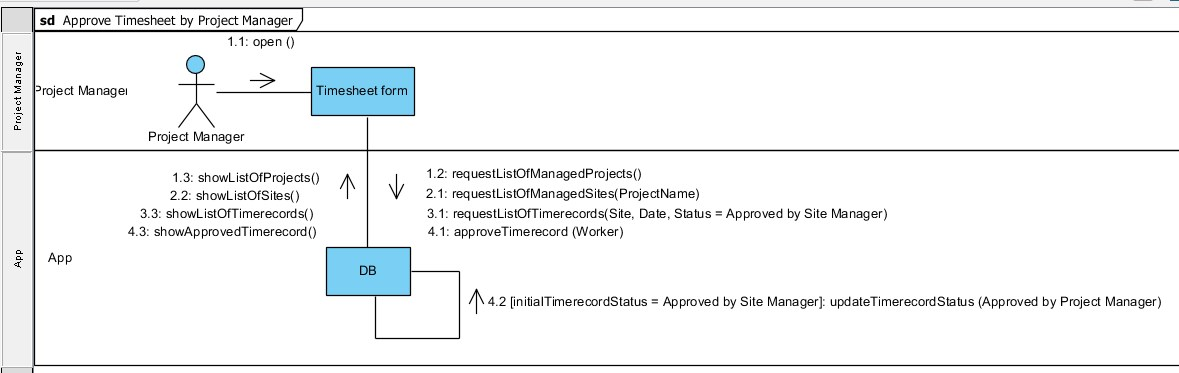 sd Approve Timesheet by Project Manager
Project Manager
1.1: open ()
Project Manager
Timesheet form
Project Manager
App
1.3: showListOfProjects()
2.2: showListOfSites()
3.3: showListOfTimerecords()
4.3: showApprovedTimerecord()
1.2: requestListOfManagedProjects()
2.1: requestListOfManagedSites(ProjectName)
3.1: requestListOfTimerecords(Site, Date, Status = Approved by Site Manager)
4.1: approveTimerecord (Worker)
App
DB
4.2 [initialTimerecordStatus = Approved by Site Manager]: updateTimerecordStatus (Approved by Project Manager)